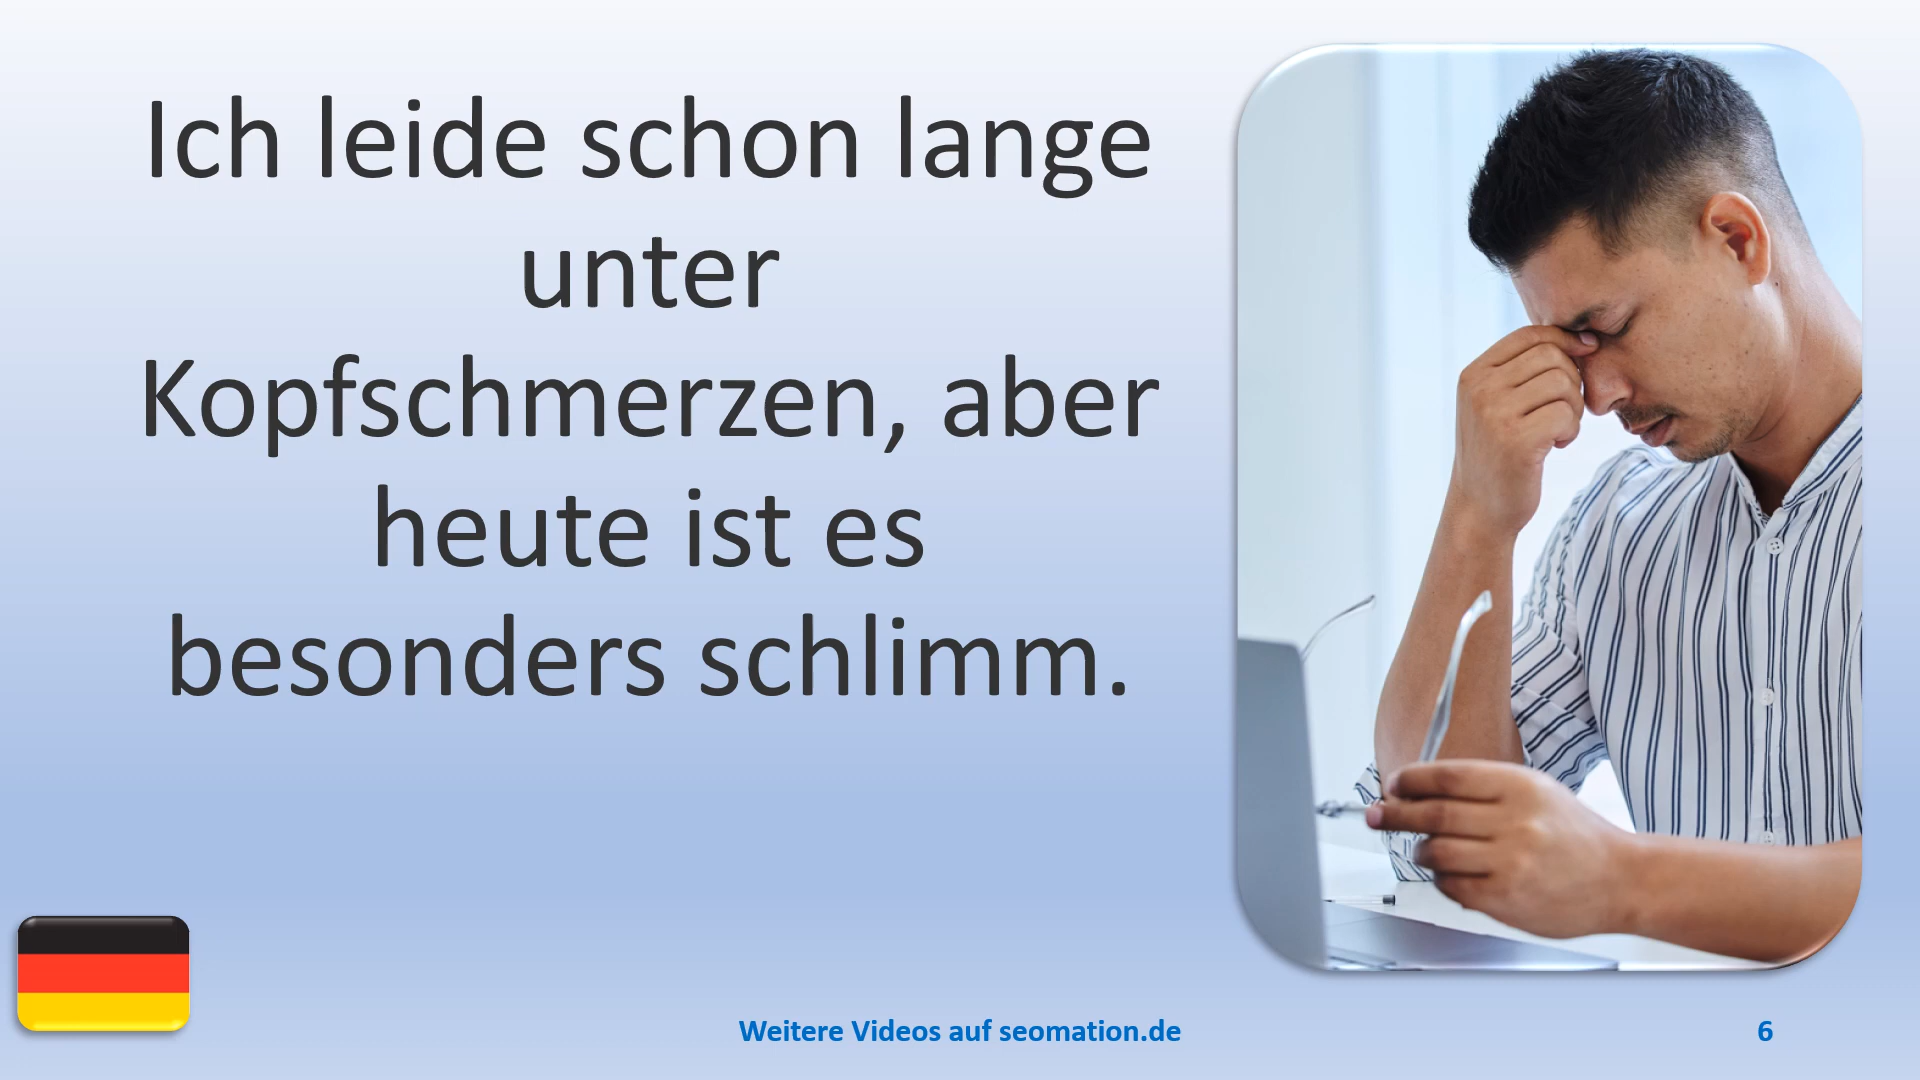 Ich leide schon lange
unter
Kopfschmerzen, aber
heute ist es
besonders schlimm.
Weitere Videos auf seomation.de
6